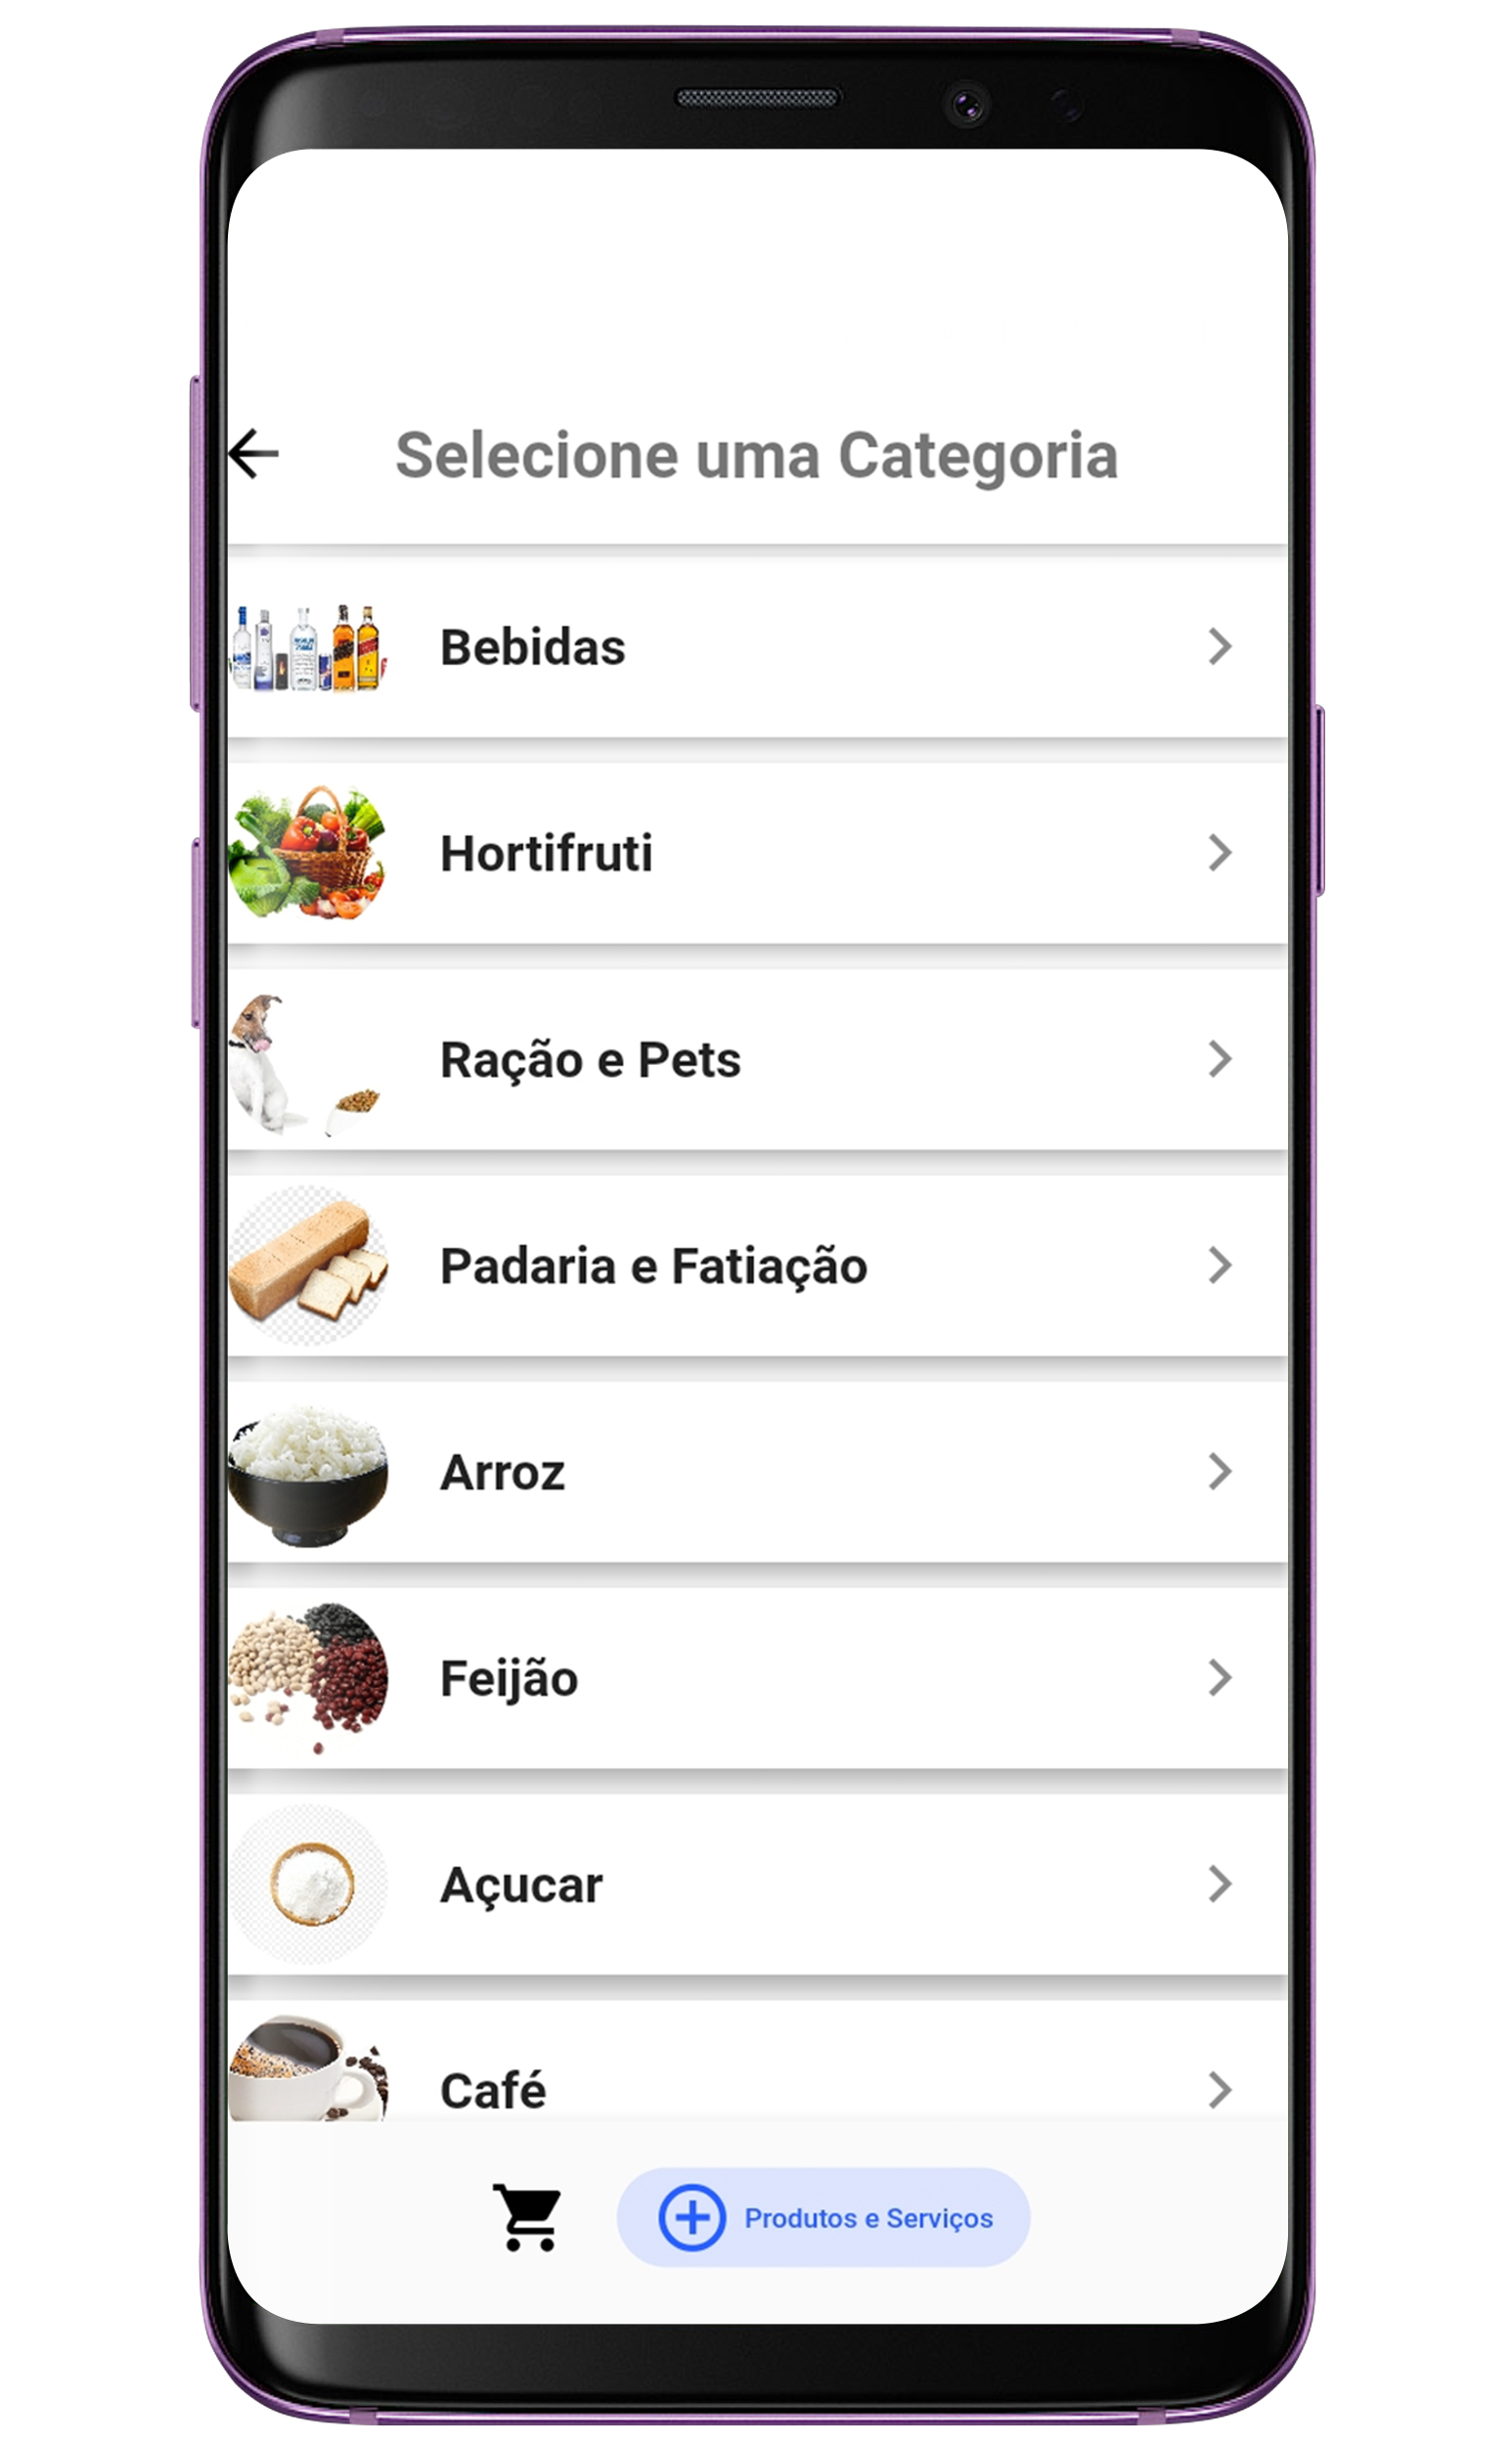 Selecione uma Categoria
Bebidas
Hortifruti
Ração e Pets
Padaria e Fatiação
Arroz
Feijão
Açucar
Café
Produtos e Serviços